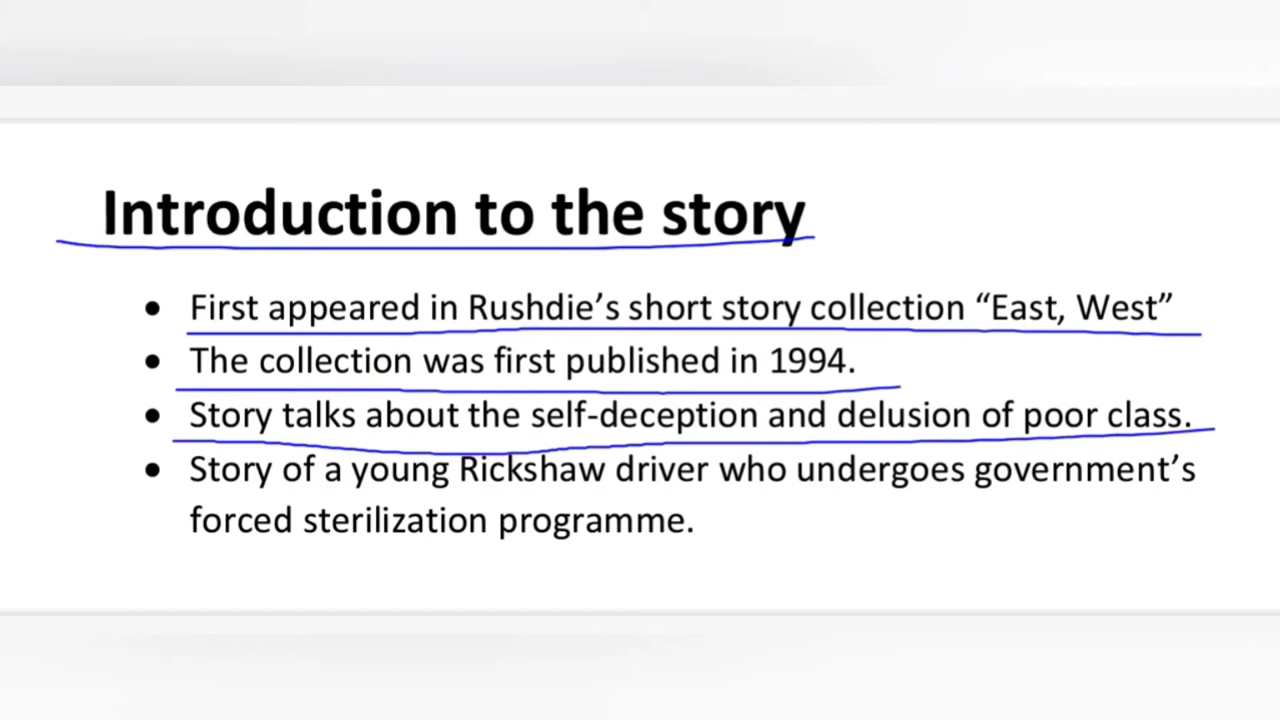 Introduction to the story
• First appeared in Rushdie’s short story collection “East, West”
• The collection was first published in 1994.
• Story talks about the self-deception and delusion of poor class.
• Story of a young Rickshaw driver who undergoes government’s
forced sterilization programme.